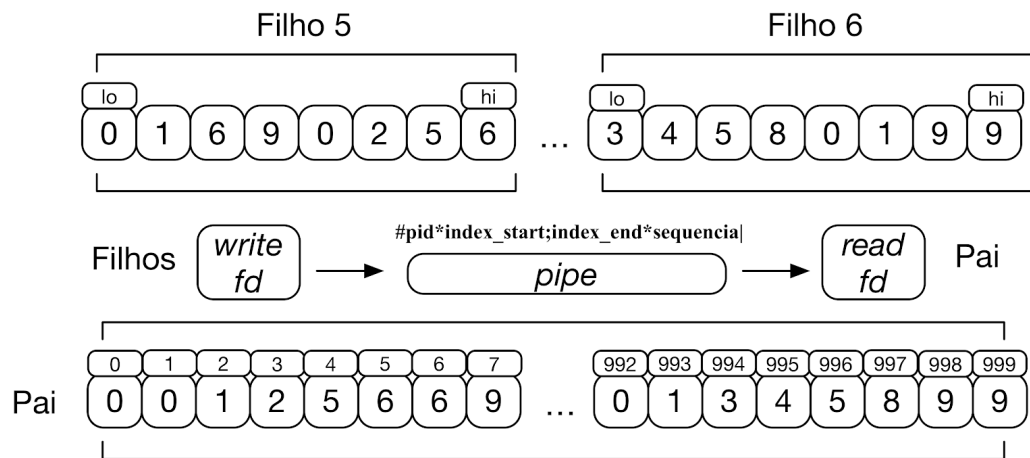 Filho 5 Filho 6
lo hi lo hi
0 1 6 9 0 2 5 6 ... 3 4 5 8 0 1 9 9
#pid*index_start;index_end*sequencia|
Filhos write fd pipe read fd Pai
0 1 2 3 4 5 6 7 992 993 994 995 996 997 998 999
Pai 0 0 1 2 5 6 6 9 ... 0 1 3 4 5 8 9 9